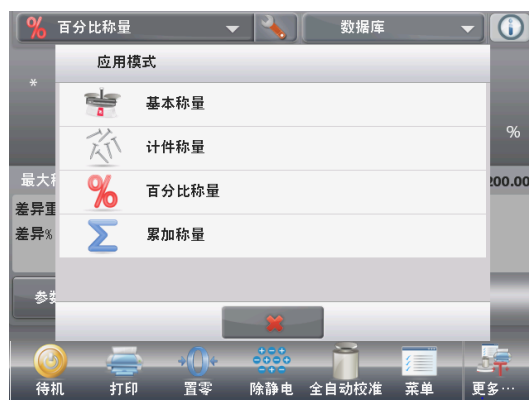 百分比称量
数据库
应用模式
*
基本称量
计件称量
%
最大
百分比称量
200.00
差异重
差异%
累加称量
参数
待机
打印
置零
除静电
全自动校准
菜单
更多…